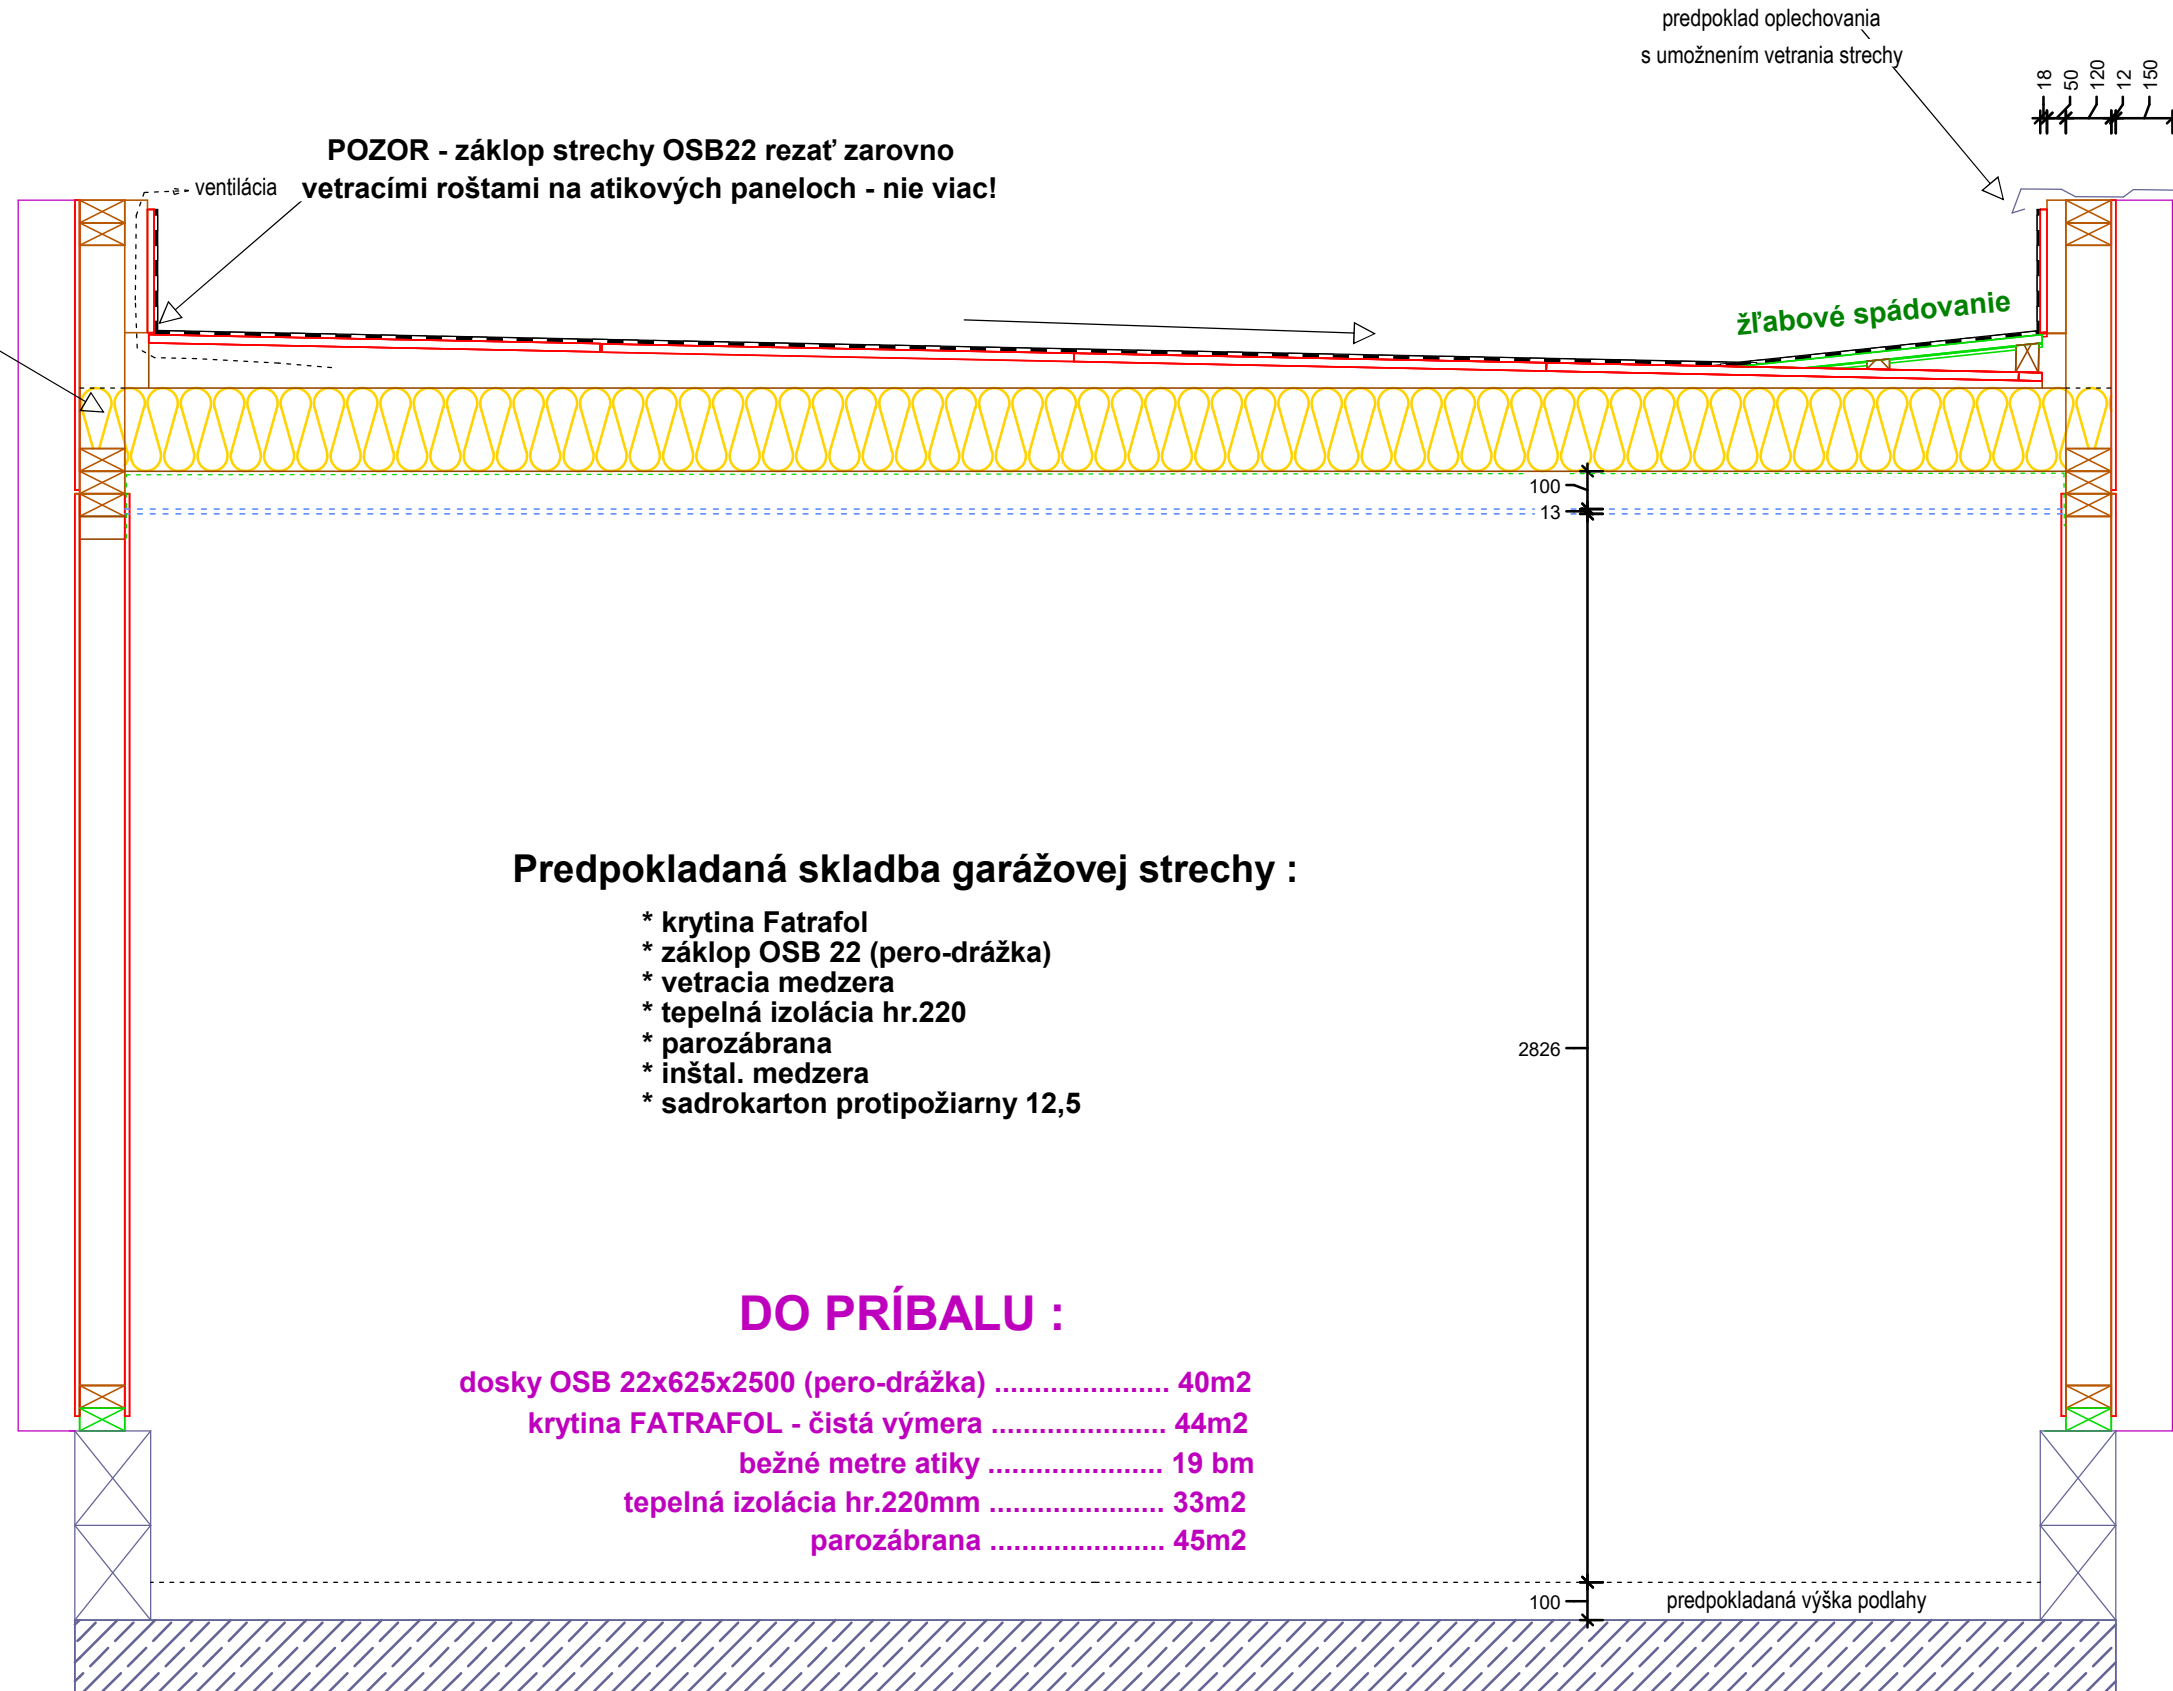 predpoklad oplechovania
s umožnením vetrania strechy
18
50
120
12
150
POZOR - základ strechy OSB22 rezať zarovno
ventilácia
vetracími roštami na atikových paneloch - nie viac!
žľabové spádovanie
100
13
Predpokladaná skladba garážovej strechy :
* krytina Fatrafol
* záklop OSB 22 (pero-drážka)
* vetracia medzera
* tepelná izolácia hr.220
* parozábrana
* inštal. medzera
* sadrokarton protipožiarny 12,5
2826
DO PRÍBALU :
dosky OSB 22x625x2500 (pero-drážka) ...................... 40m2
krytina FATRAFOL - čistá výmera ...................... 44m2
bežné metre atiky ...................... 19 bm
tepelná izolácia hr.220mm ...................... 33m2
parozábrana ...................... 45m2
100
predpokladaná výška podlahy